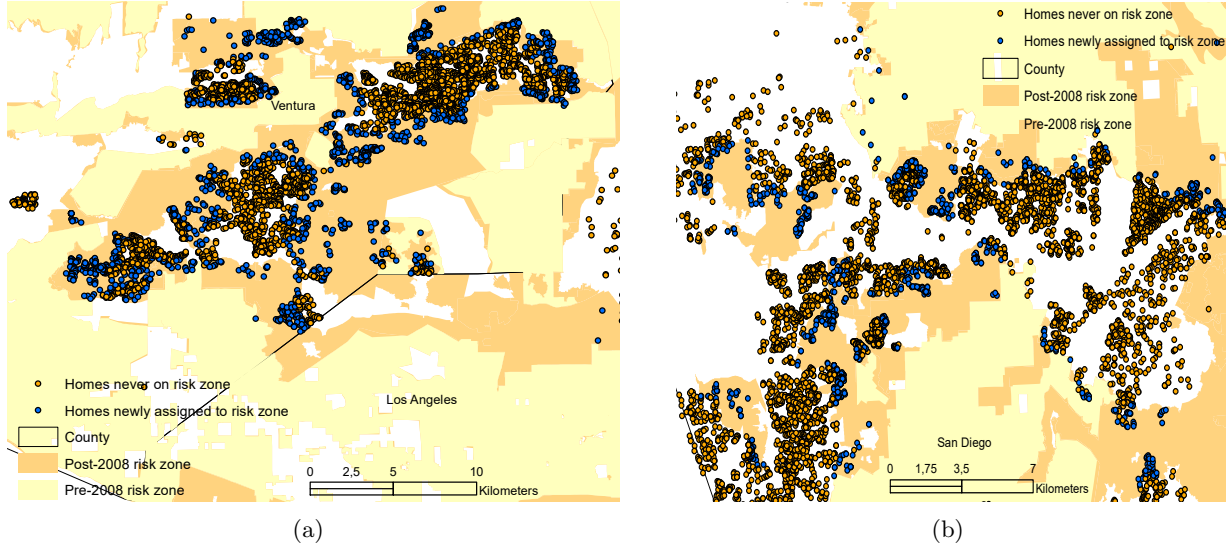 Ventura
Homes never on risk zone
Homes newly assigned to risk zone
County
Post-2008 risk zone
Pre-2008 risk zone
Los Angeles
0 2,5 5 10
Kilometers
(a)
Homes never on risk zone
Homes newly assigned to risk zone
County
Post-2008 risk zone
Pre-2008 risk zone
San Diego
0 1,75 3,5 7
Kilometers
(b)